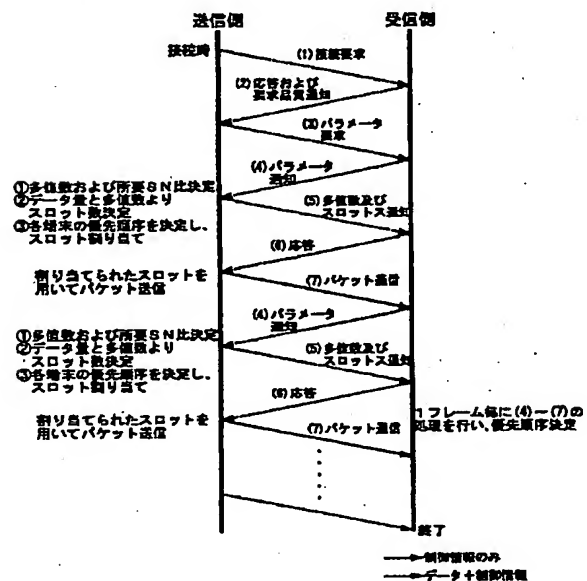 送信側
受信側
接続時
(1) 接続要求
(2) 応答および
要求品質通知
(3) パラメータ
要求
(4) パラメータ
通知
①多値数および所要SN比決定
②データ量と多値数より
スロット数決定
③各端末の優先順序を決定し、
スロット割り当て
(5) 多値数及び
スロットス通知
(6) 応答
割り当てられたスロットを
用いてパケット送信
(7) パケット送信
(4) パラメータ
通知
①多値数および所要SN比決定
②データ量と多値数より
スロット数決定
③各端末の優先順序を決定し、
スロット割り当て
(5) 多値数及び
スロットス通知
(6) 応答
割り当てられたスロットを
用いてパケット送信
(7) パケット送信
1フレーム毎に(4)〜(7)の
処理を行い、優先順序決定
終了
制御情報のみ
データ+制御情報